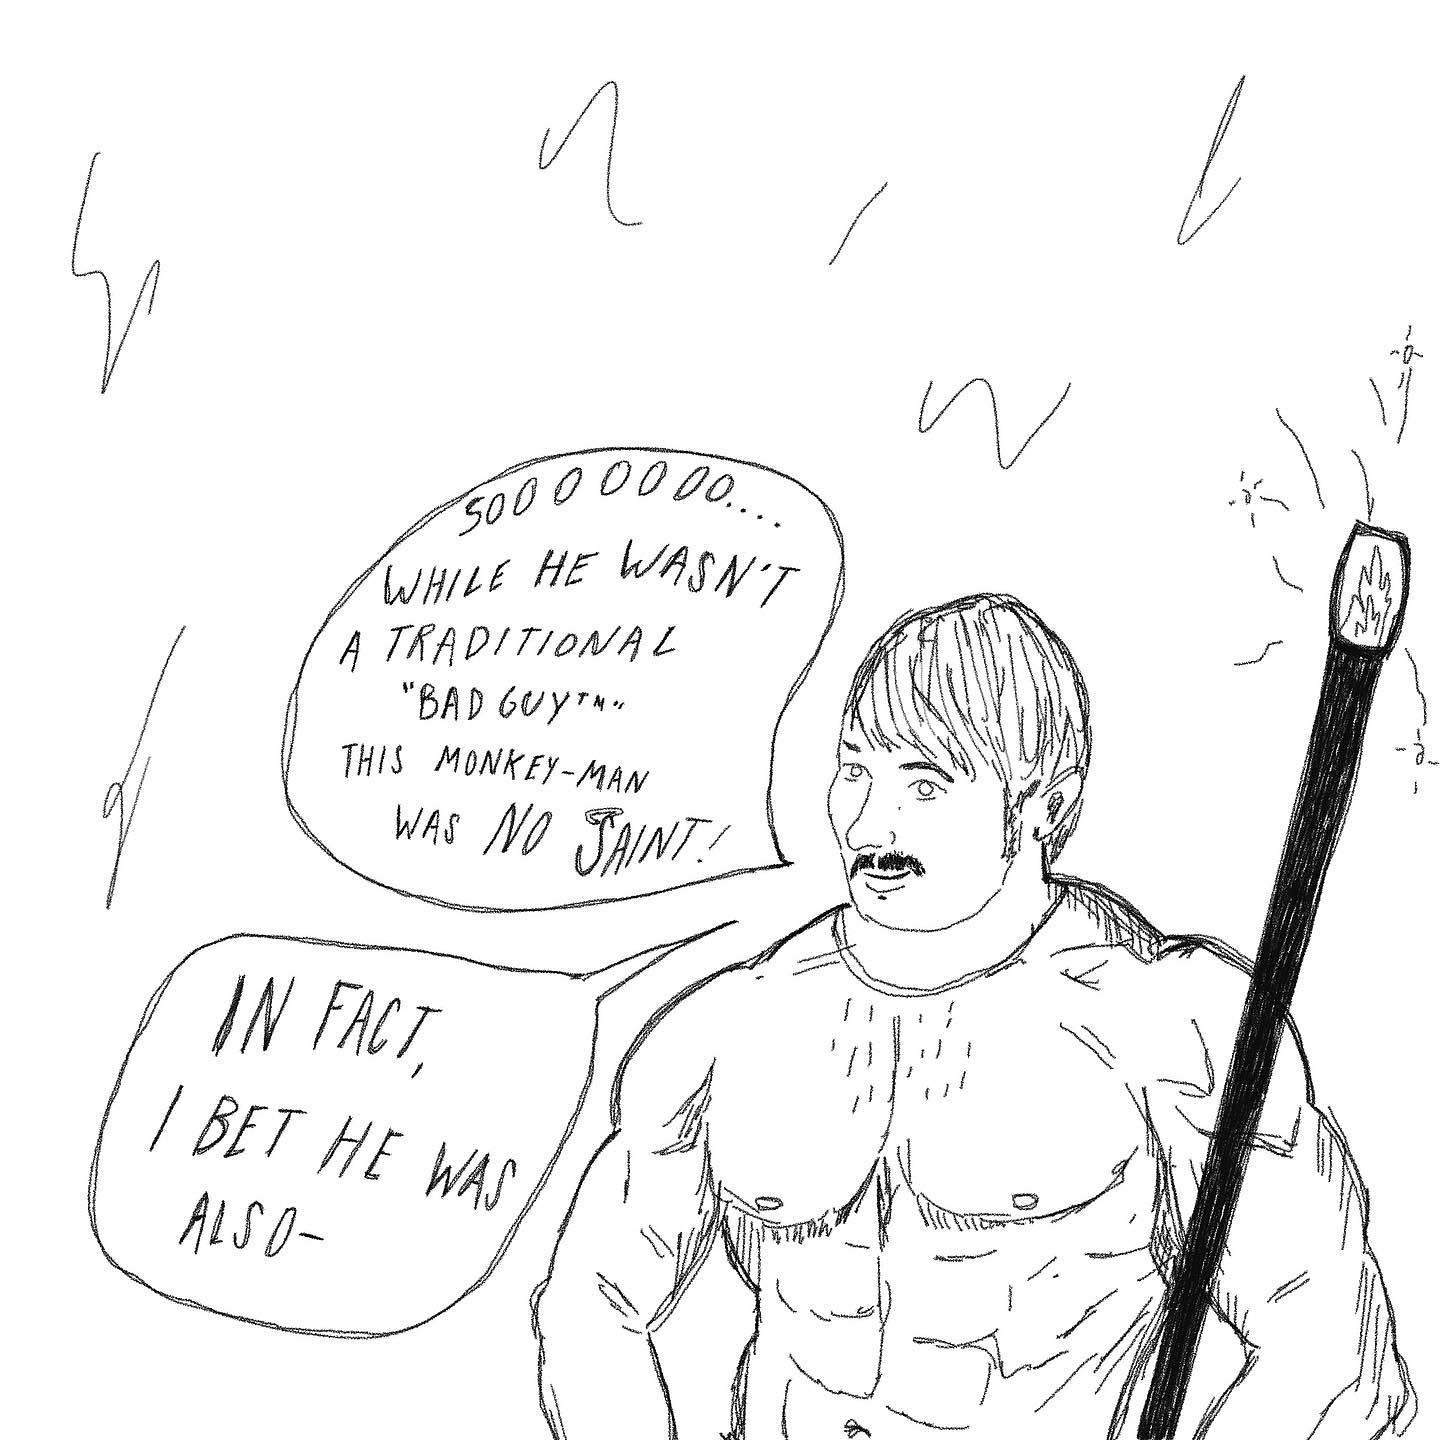 SOOOOOOO....
WHILE HE WASN'T
A TRADITIONAL
"BAD GUY™"
THIS MONKEY-MAN
WAS NO SAINT!
IN FACT,
I BET HE WAS
ALSO-